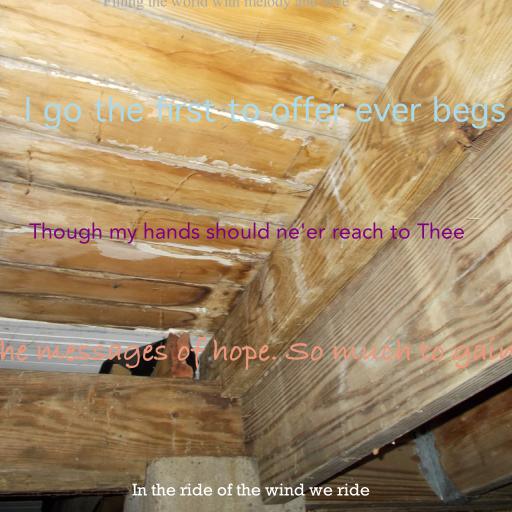 Filling the world with melody and love
I go the first to offer ever begs
Though my hands should ne'er reach to Thee
he messages of hope. So much to gain
In the ride of the wind we ride